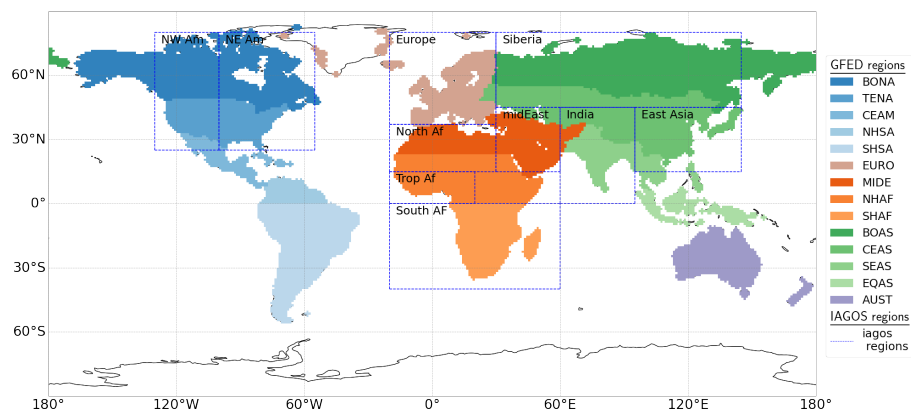 NW Am
NE Am
Europe
Siberia
GFED regions
BONA
TENA
CEAM
NHSA
SHSA
EURO
MIDE
NHAF
SHAF
BOAS
CEAS
SEAS
EQAS
AUST
IAGOS regions
iagos
regions
60°N
midEast
India
East Asia
30°N
North Af
Trop Af
0°
South AF
30°S
60°S
180°
120°W
60°W
0°
60°E
120°E
180°